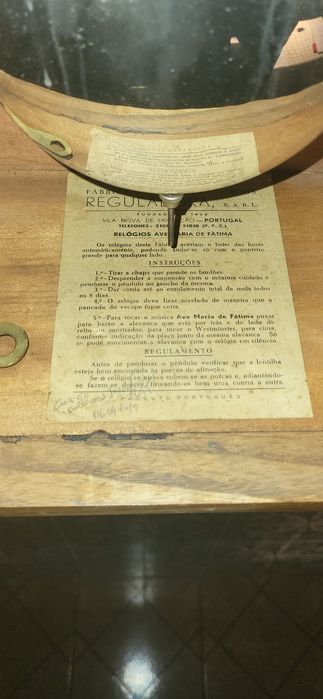 REGULADORA, S.A.R.L.
VILA NOVA DE FAMALICÃO — PORTUGAL
(P. P. C.)
RELÓGIOS AVE MARIA DE FÁTIMA
Os relógios desta Fábrica acertam o bater das horas
automàticamente, podendo andar-se só com o ponteiro
grande para qualquer lado.
INSTRUÇÕES
1.º—Tirar a chapa que prende os bordões.
2.º—Desprender a suspensão com o máximo cuidado e
pendurar o pêndulo no gancho da mesma.
3.º—Dar corda até ao enrolamento total da mola todos
os 8 dias.
4.º—O relógio deve ficar nivelado de maneira que a
pancada do escape fique certa.
5.º—Para tocar a música Ave Maria de Fátima puxar
para baixo a alavanca que está por trás e do lado di-
reito do mostrador; para tocar o Westminster, para cima,
conforme indicação da placa junto da mesma alavanca. Só
se pode movimentar a alavanca com o relógio em silêncio.
REGULAMENTO
Antes de pendurar o pêndulo verificar que a lentilha
esteja bem encostada às porcas de afinação.
Se o relógio se atrasa sobem-se as porcas e, adiantando-
se fazem-se descer, firmando-as bem uma contra a outra.
PRODUTO PORTUGUÊS